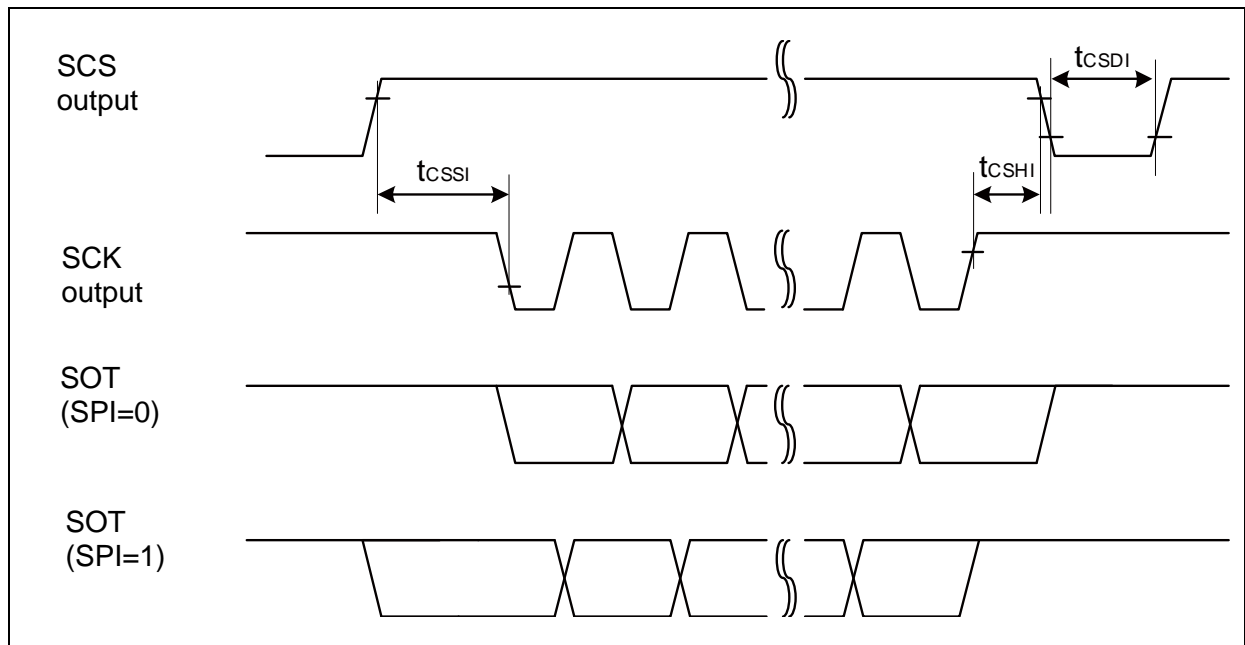 SCS
output
tCSDI
tCSSI
tCSHI
SCK
output
SOT
(SPI=0)
SOT
(SPI=1)